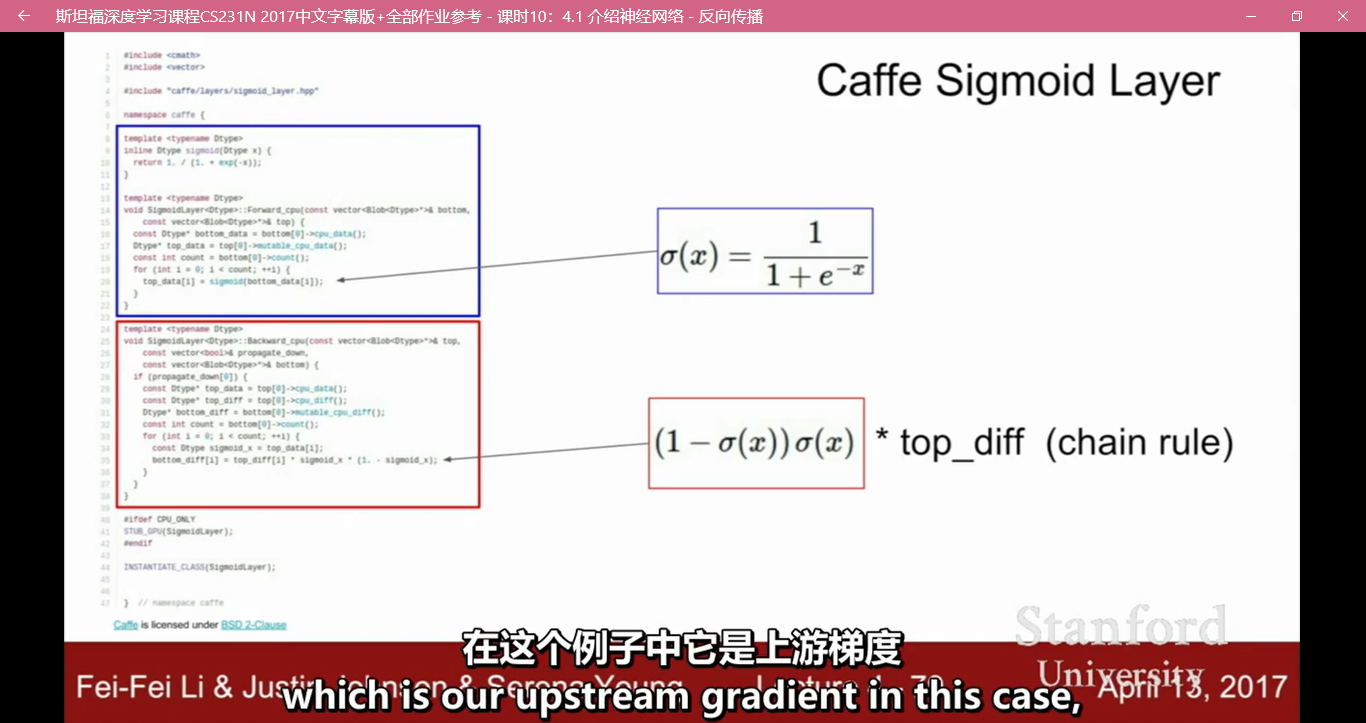 斯坦福深度学习课程CS231N 2017中文字幕版+全部作业参考 - 课时10：4.1 介绍神经网络 - 反向传播
Caffe Sigmoid Layer
1 #include <cmath>
2 #include <vector>
3
4 #include "caffe/layers/sigmoid_layer.hpp"
5
6 namespace caffe {
7
8 template <typename Dtype>
9 inline Dtype sigmoid(Dtype x) {
10 return 1. / (1. + exp(-x));
11 }
12
13 template <typename Dtype>
14 void SigmoidLayer<Dtype>::Forward_cpu(const vector<Blob<Dtype>*>& bottom,
15 const vector<Blob<Dtype>*>& top) {
16 const Dtype* bottom_data = bottom[0]->cpu_data();
17 Dtype* top_data = top[0]->mutable_cpu_data();
18 const int count = bottom[0]->count();
19 for (int i = 0; i < count; ++i) {
20 top_data[i] = sigmoid(bottom_data[i]);
21 }
22 }
23
24 template <typename Dtype>
25 void SigmoidLayer<Dtype>::Backward_cpu(const vector<Blob<Dtype>*>& top,
26 const vector<bool>& propagate_down,
27 const vector<Blob<Dtype>*>& bottom) {
28 if (propagate_down[0]) {
29 const Dtype* top_data = top[0]->cpu_data();
30 const Dtype* top_diff = top[0]->cpu_diff();
31 Dtype* bottom_diff = bottom[0]->mutable_cpu_diff();
32 const int count = bottom[0]->count();
33 for (int i = 0; i < count; ++i) {
34 const Dtype sigmoid_x = top_data[i];
35 bottom_diff[i] = top_diff[i] * sigmoid_x * (1. - sigmoid_x);
36 }
37 }
38 }
39
40 #ifdef CPU_ONLY
41 STUB_GPU(SigmoidLayer);
42 #endif
43
44 INSTANTIATE_CLASS(SigmoidLayer);
45
46
47 } // namespace caffe
σ(x) = 1 / (1 + e^{-x})
(1 − σ(x)) σ(x) * top_diff (chain rule)
Caffe is licensed under BSD 2-Clause
Stanford
University
在这个例子中它是上游梯度
Fei-Fei Li & Justin Johnson & Serena Yeung
April 13, 2017
which is our upstream gradient in this case,